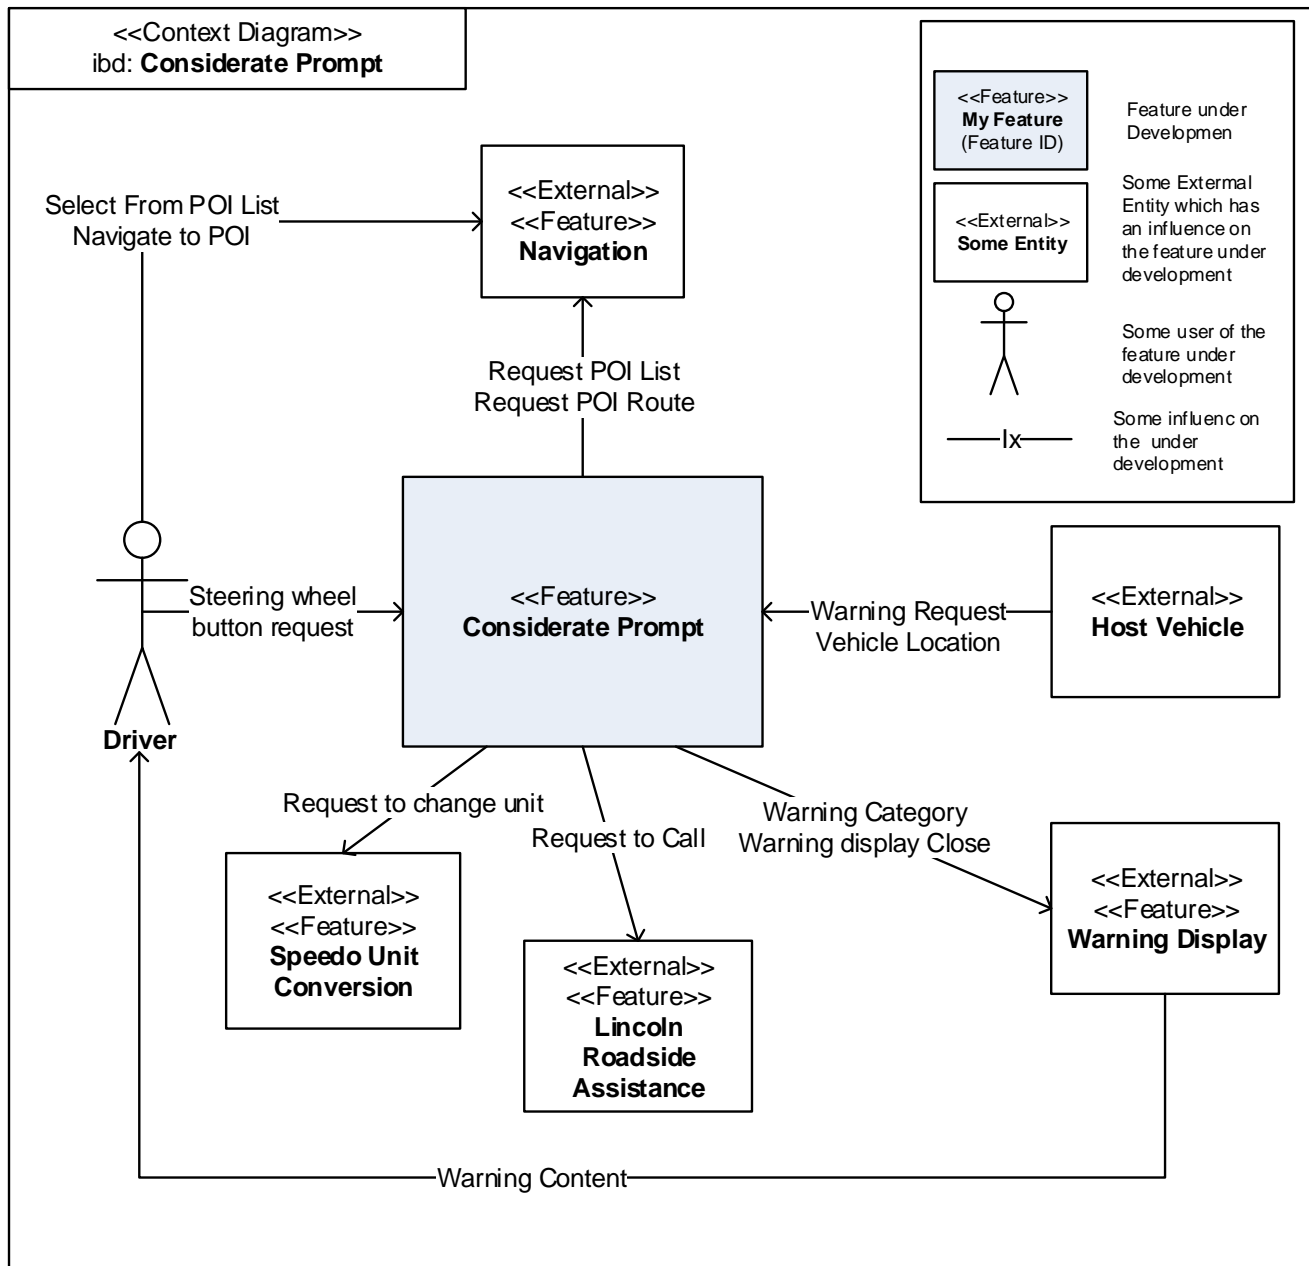 <<Context Diagram>>
ibd: Considerate Prompt
<<Feature>>
My Feature
(Feature ID)
Feature under
Developmen
<<External>>
Some Entity
Some Extermal
Entity which has
an influence on
the feature under
development
Some user of the
feature under
development
Ix
Some influenc on
the under
development
Select From POI List
Navigate to POI
<<External>>
<<Feature>>
Navigation
Request POI List
Request POI Route
Steering wheel
button request
Driver
<<Feature>>
Considerate Prompt
Warning Request
Vehicle Location
<<External>>
Host Vehicle
Request to change unit
Request to Call
Warning Category
Warning display Close
<<External>>
<<Feature>>
Speedo Unit
Conversion
<<External>>
<<Feature>>
Lincoln
Roadside
Assistance
<<External>>
<<Feature>>
Warning Display
Warning Content